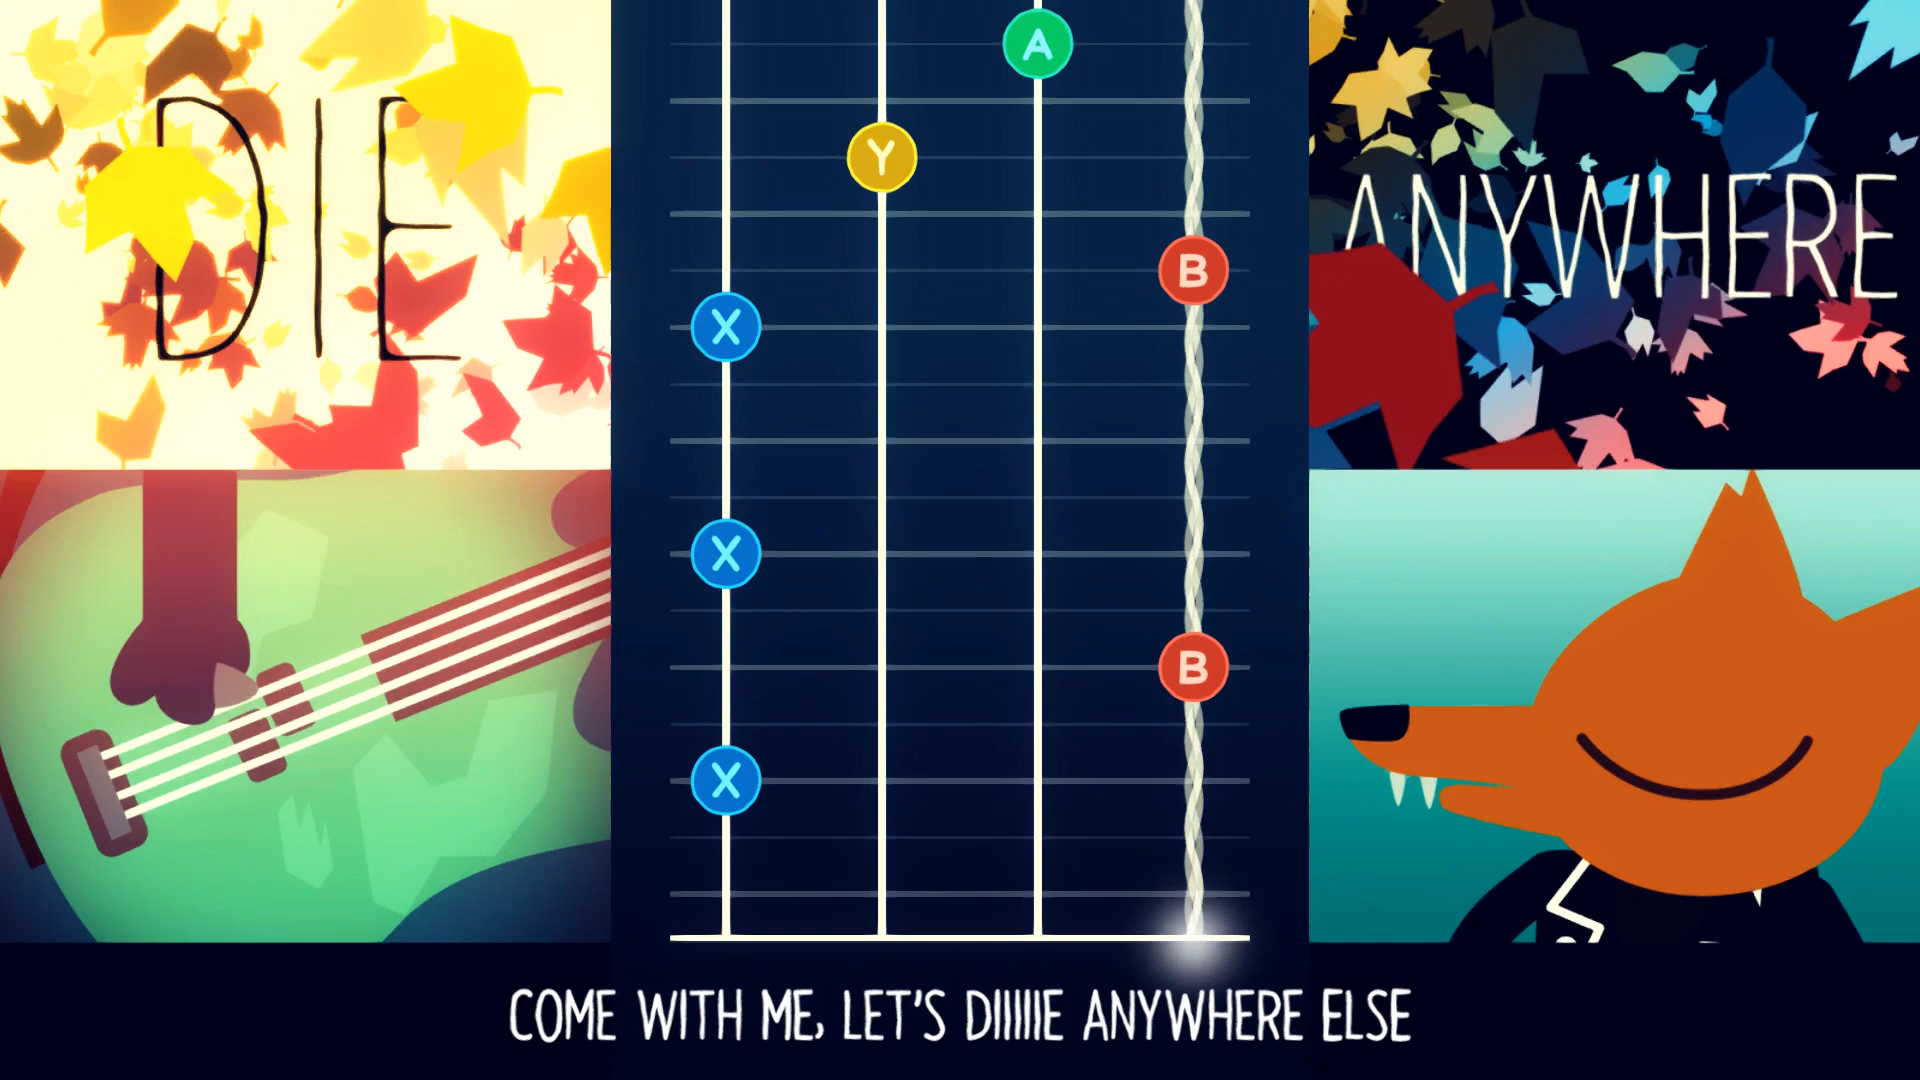 DIE
A
ANYWHERE
Y
B
X
X
B
X
COME WITH ME, LET'S DIIIIIE ANYWHERE ELSE